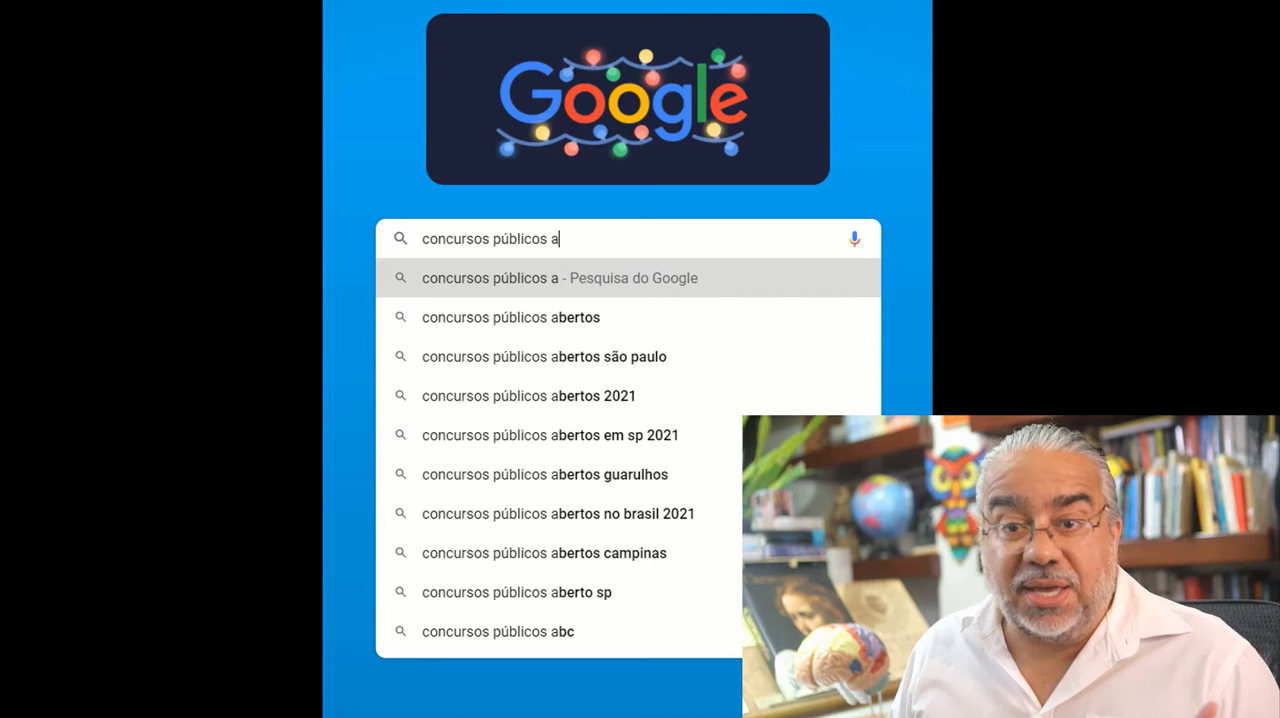 Google
concursos públicos a
concursos públicos a - Pesquisa do Google
concursos públicos abertos
concursos públicos abertos são paulo
concursos públicos abertos 2021
concursos públicos abertos em sp 2021
concursos públicos abertos guarulhos
concursos públicos abertos no brasil 2021
concursos públicos abertos campinas
concursos públicos aberto sp
concursos públicos abc